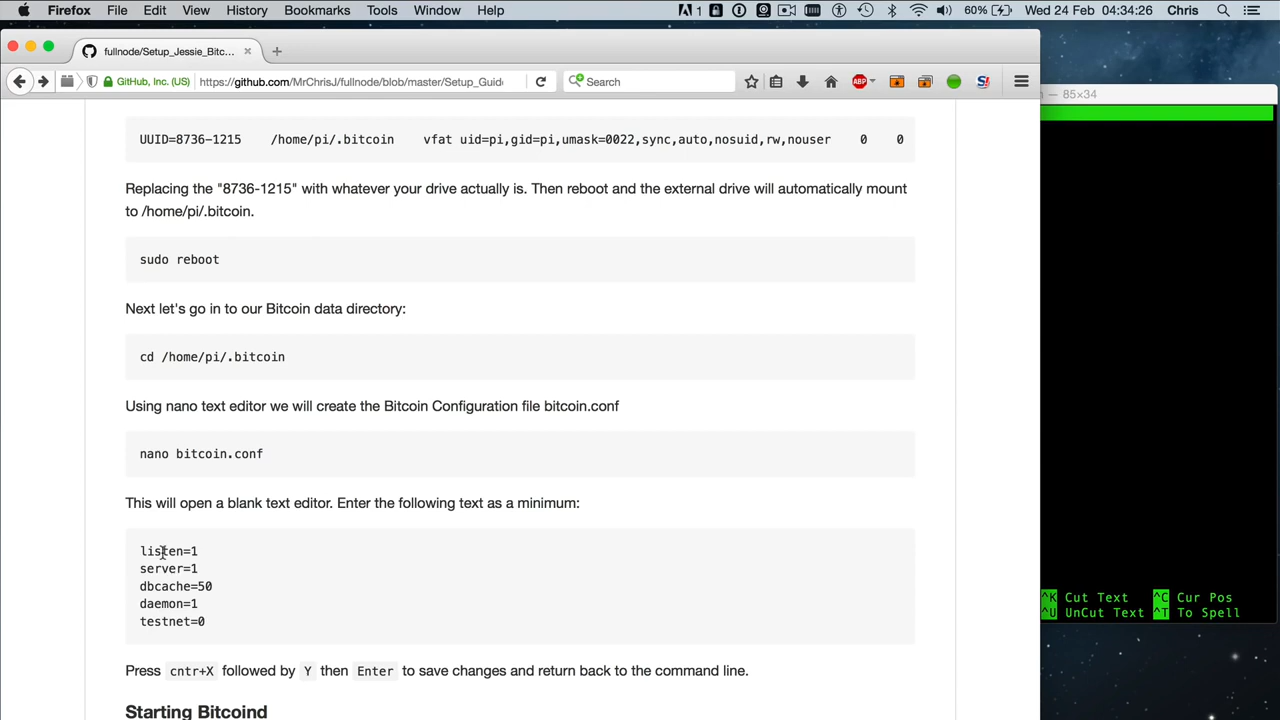 Firefox File Edit View History Bookmarks Tools Window Help 1 60% Wed 24 Feb 04:34:26 Chris
fullnode/Setup_Jessie_Bitc...
GitHub, Inc. (US) https://github.com/MrChrisJ/fullnode/blob/master/Setup_Guid Search ABP
85×34
UUID=8736-1215 /home/pi/.bitcoin vfat uid=pi,gid=pi,umask=0022,sync,auto,nosuid,rw,nouser 0 0
Replacing the "8736-1215" with whatever your drive actually is. Then reboot and the external drive will automatically mount
to /home/pi/.bitcoin.
sudo reboot
Next let's go in to our Bitcoin data directory:
cd /home/pi/.bitcoin
Using nano text editor we will create the Bitcoin Configuration file bitcoin.conf
nano bitcoin.conf
This will open a blank text editor. Enter the following text as a minimum:
listen=1
server=1
dbcache=50
daemon=1
testnet=0
^K Cut Text ^C Cur Pos
^U UnCut Text ^T To Spell
Press cntr+X followed by Y then Enter to save changes and return back to the command line.
Starting Bitcoind